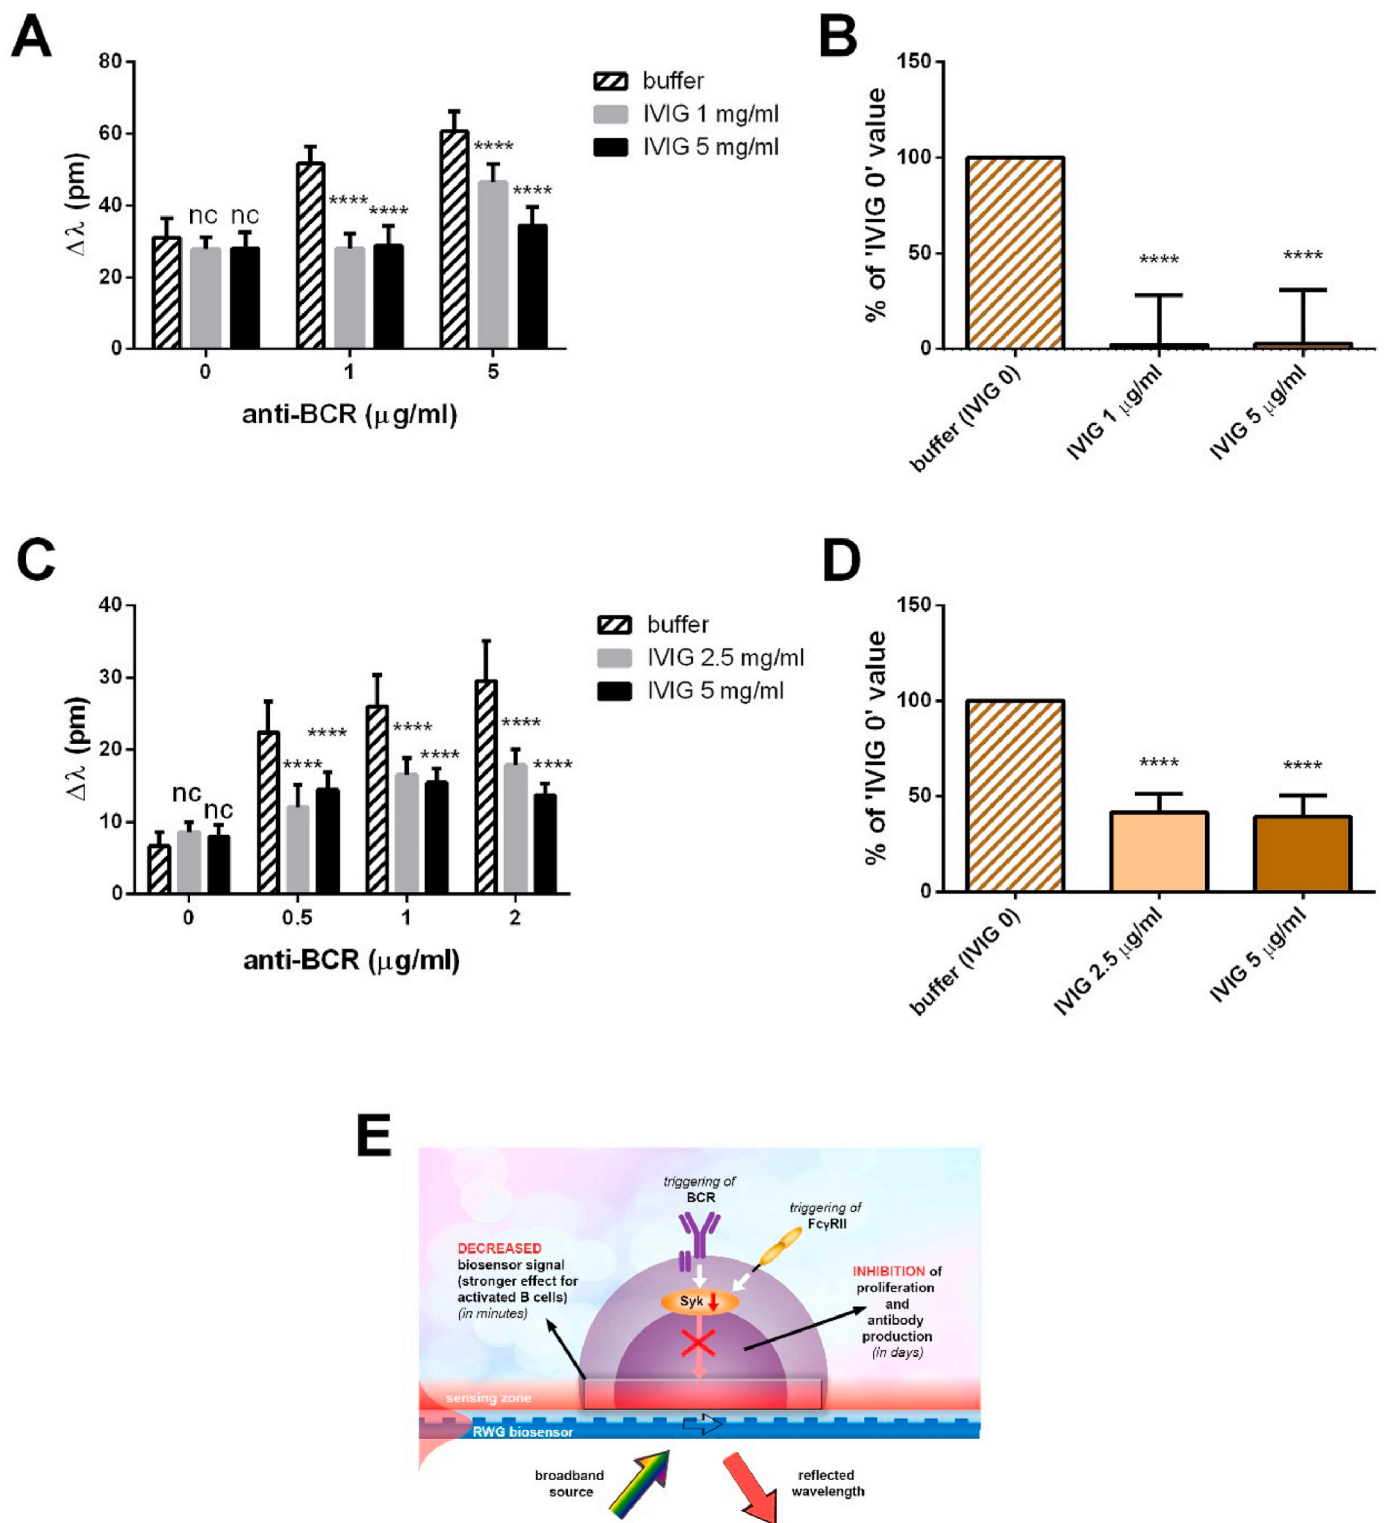 A
80
60
40
20
0
Δλ (pm)
nc nc
**** ****
****
****
0 1 5
anti-BCR (μg/ml)
buffer
IVIG 1 mg/ml
IVIG 5 mg/ml
B
150
100
50
0
% of 'IVIG 0' value
**** ****
buffer (IVIG 0)
IVIG 1 μg/ml
IVIG 5 μg/ml
C
40
30
20
10
0
Δλ (pm)
nc
nc
****
****
****
****
****
****
0 0.5 1 2
anti-BCR (μg/ml)
buffer
IVIG 2.5 mg/ml
IVIG 5 mg/ml
D
150
100
50
0
% of 'IVIG 0' value
**** ****
buffer (IVIG 0)
IVIG 2.5 μg/ml
IVIG 5 μg/ml
E
triggering of
BCR
triggering of
FcγRII
DECREASED
biosensor signal
(stronger effect for
activated B cells)
(in minutes)
Syk
INHIBITION of
proliferation
and
antibody
production
(in days)
sensing zone
RWG biosensor
broadband
source
reflected
wavelength